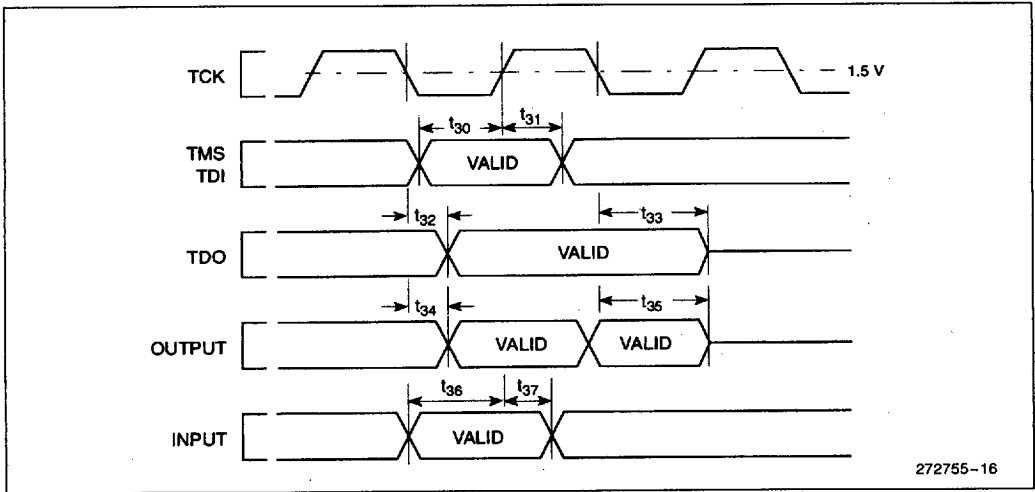 TCK
1.5 V
t30
t31
TMS
TDI
VALID
t32
t33
TDO
VALID
t34
t35
OUTPUT
VALID
VALID
t36
t37
INPUT
VALID
272755-16